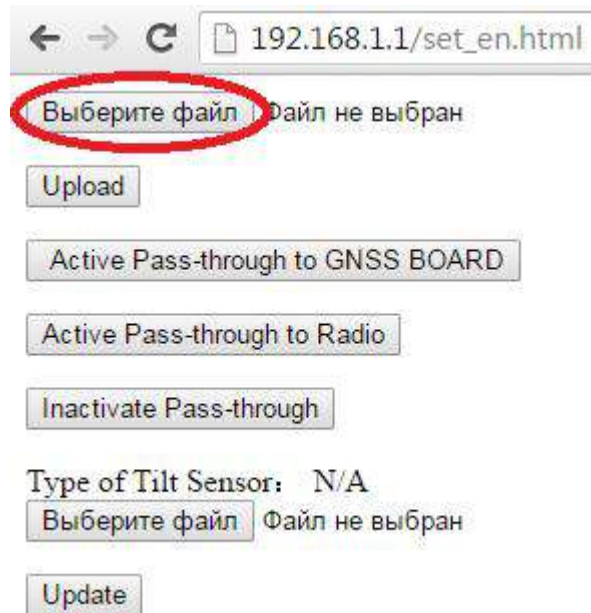 192.168.1.1/set_en.html
Выберите файл Файл не выбран
Upload
Active Pass-through to GNSS BOARD
Active Pass-through to Radio
Inactivate Pass-through
Type of Tilt Sensor: N/A
Выберите файл Файл не выбран
Update